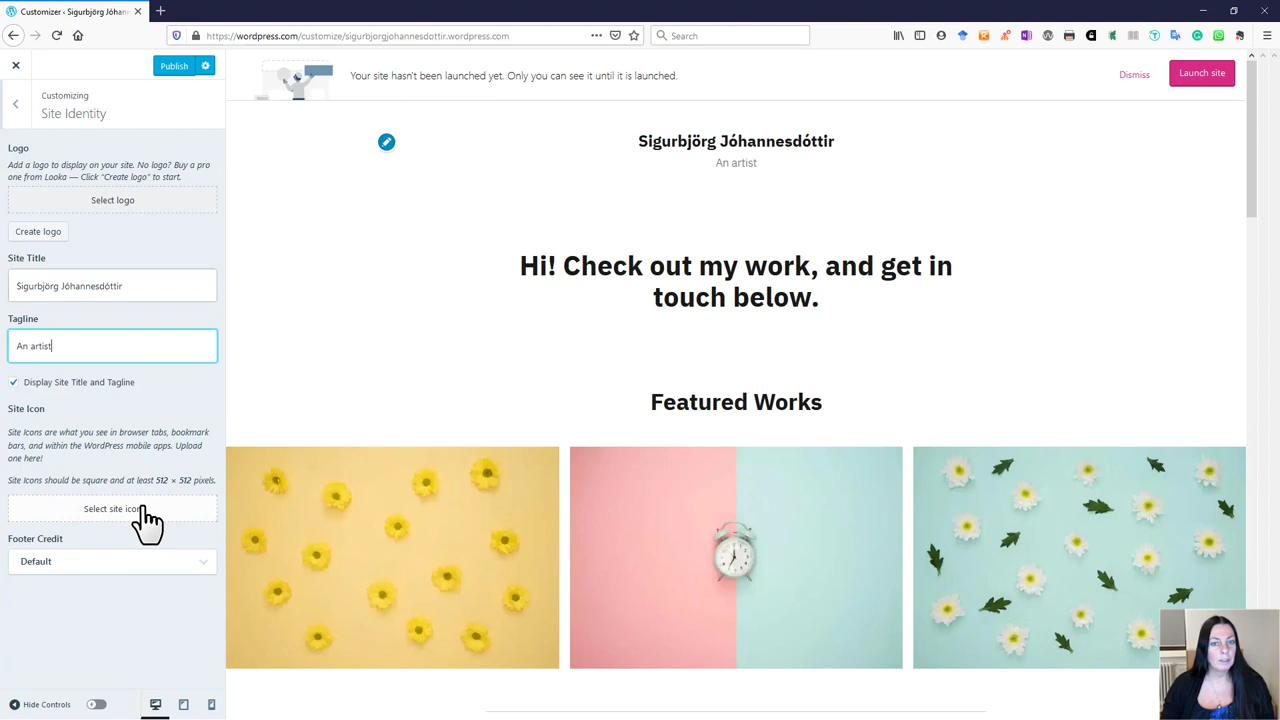 Customizer ‹ Sigurbjörg Jóhann
https://wordpress.com/customize/sigurbjorgjohannesdottir.wordpress.com
Search
Publish
Your site hasn't been launched yet. Only you can see it until it is launched.
Dismiss
Launch site
Customizing
Site Identity
Logo
Add a logo to display on your site. No logo? Buy a pro
one from Looka — Click "Create logo" to start.
Select logo
Create logo
Site Title
Sigurbjörg Jóhannesdóttir
Tagline
An artist
Display Site Title and Tagline
Site Icon
Site Icons are what you see in browser tabs, bookmark
bars, and within the WordPress mobile apps. Upload
one here!
Site Icons should be square and at least 512 × 512 pixels.
Select site icon
Footer Credit
Default
Hide Controls
Sigurbjörg Jóhannesdóttir
An artist
Hi! Check out my work, and get in
touch below.
Featured Works